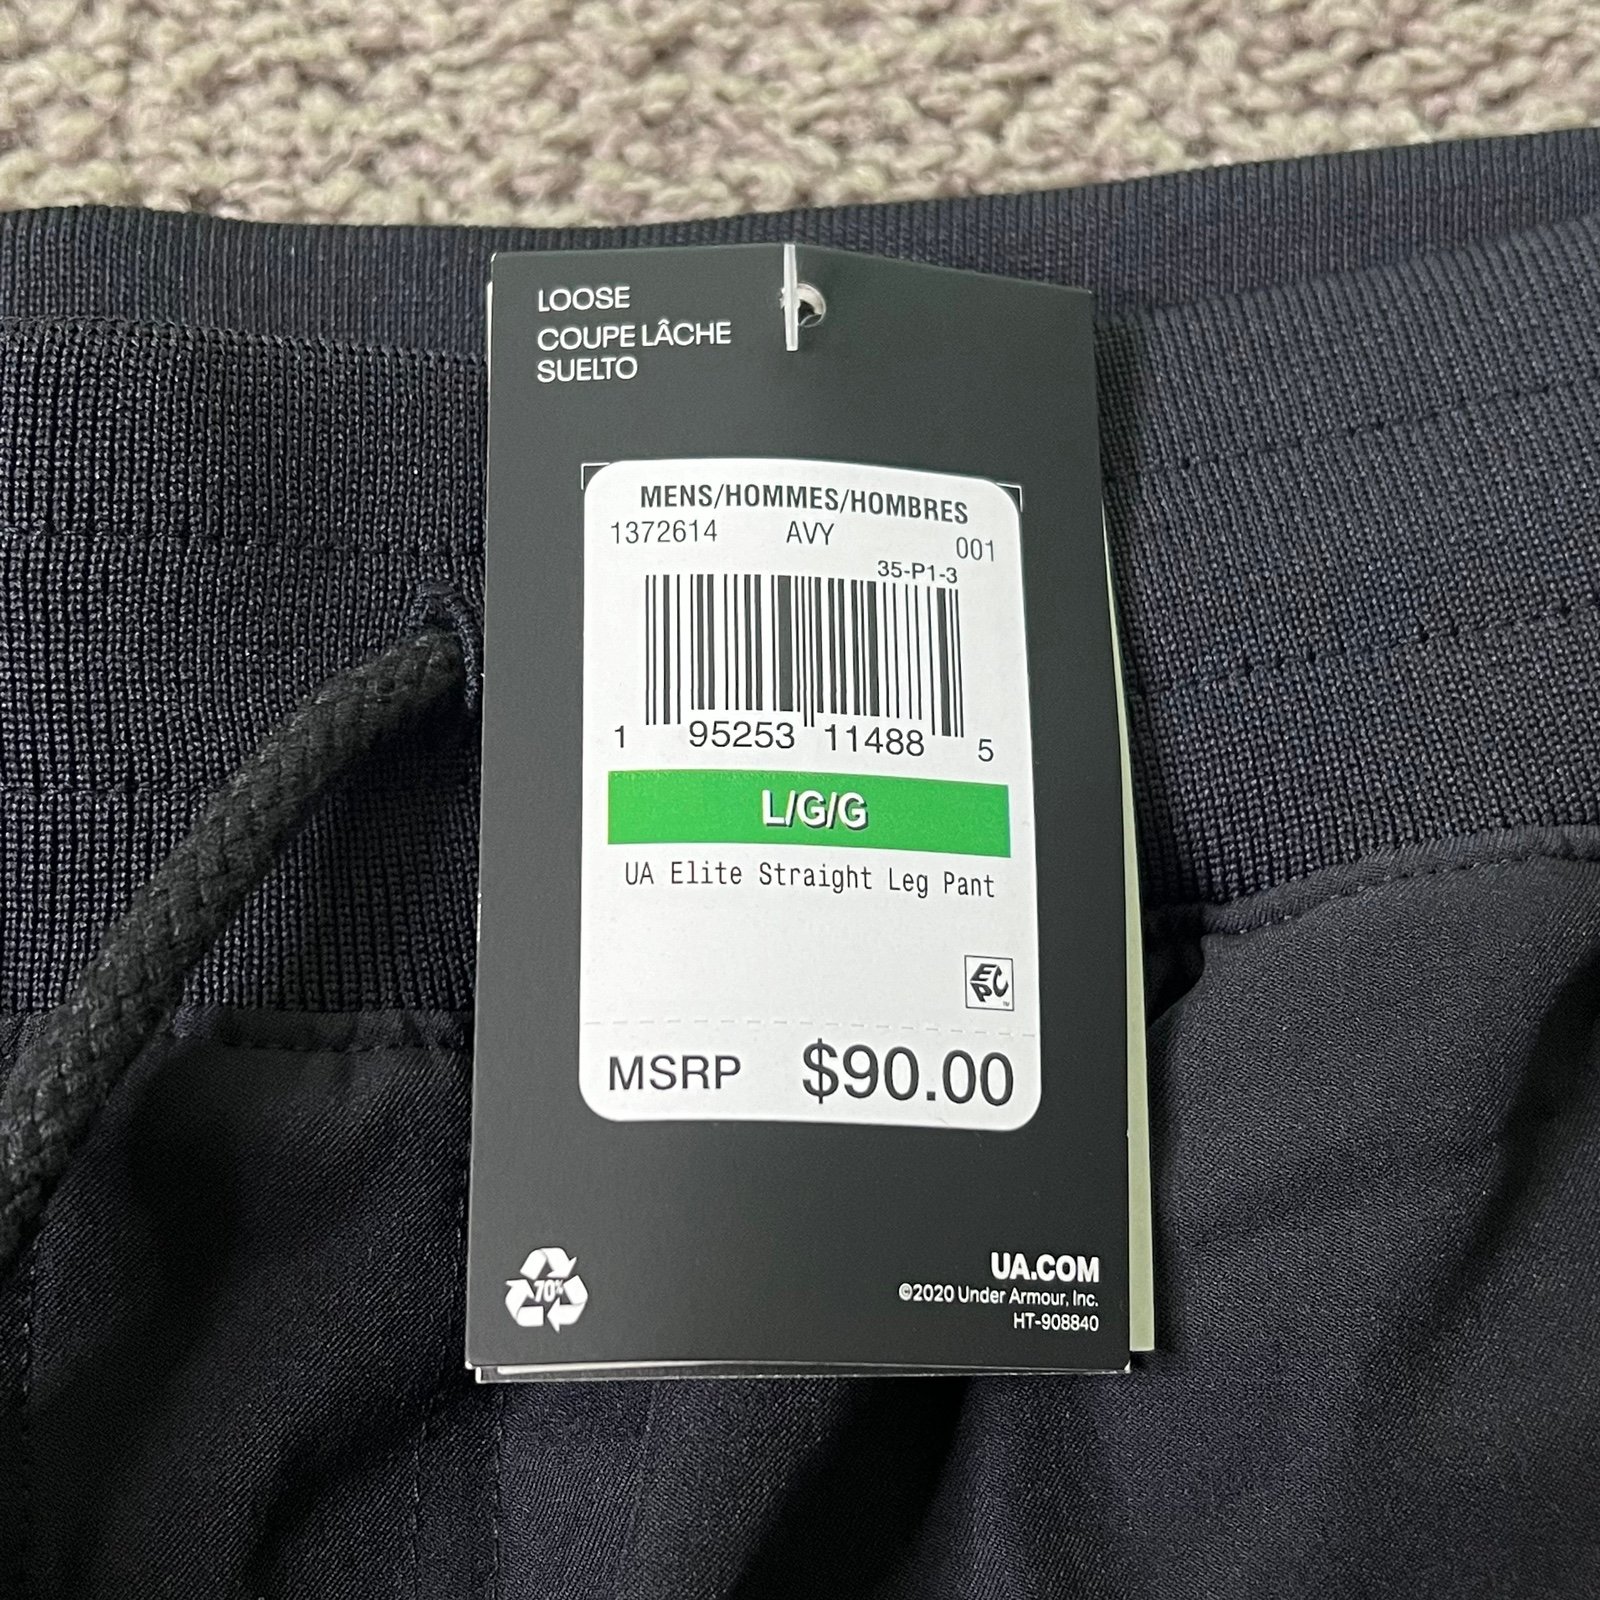 LOOSE
COUPE LÂCHE
SUELTO
MENS/HOMMES/HOMBRES
1372614 AVY 001
35-P1-3
1 95253 11488 5
L/G/G
UA Elite Straight Leg Pant
EPC
MSRP $90.00
70%
UA.COM
©2020 Under Armour, Inc.
HT-908840